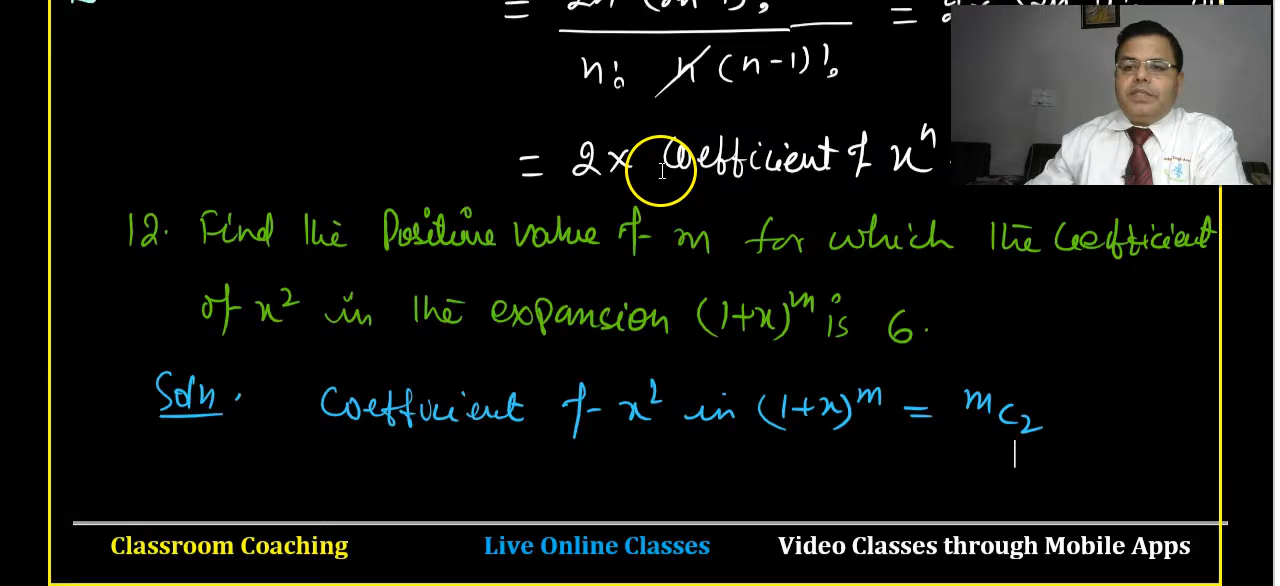 =
=
n! n (n-1)!
= 2x Coefficient of xⁿ
12. Find the Positive value of m for which the Coefficient
of x² in the expansion (1+x)ᵐ is 6.
Soln. Coefficient of x² in (1+x)ᵐ = ᵐC₂
Classroom Coaching Live Online Classes Video Classes through Mobile Apps